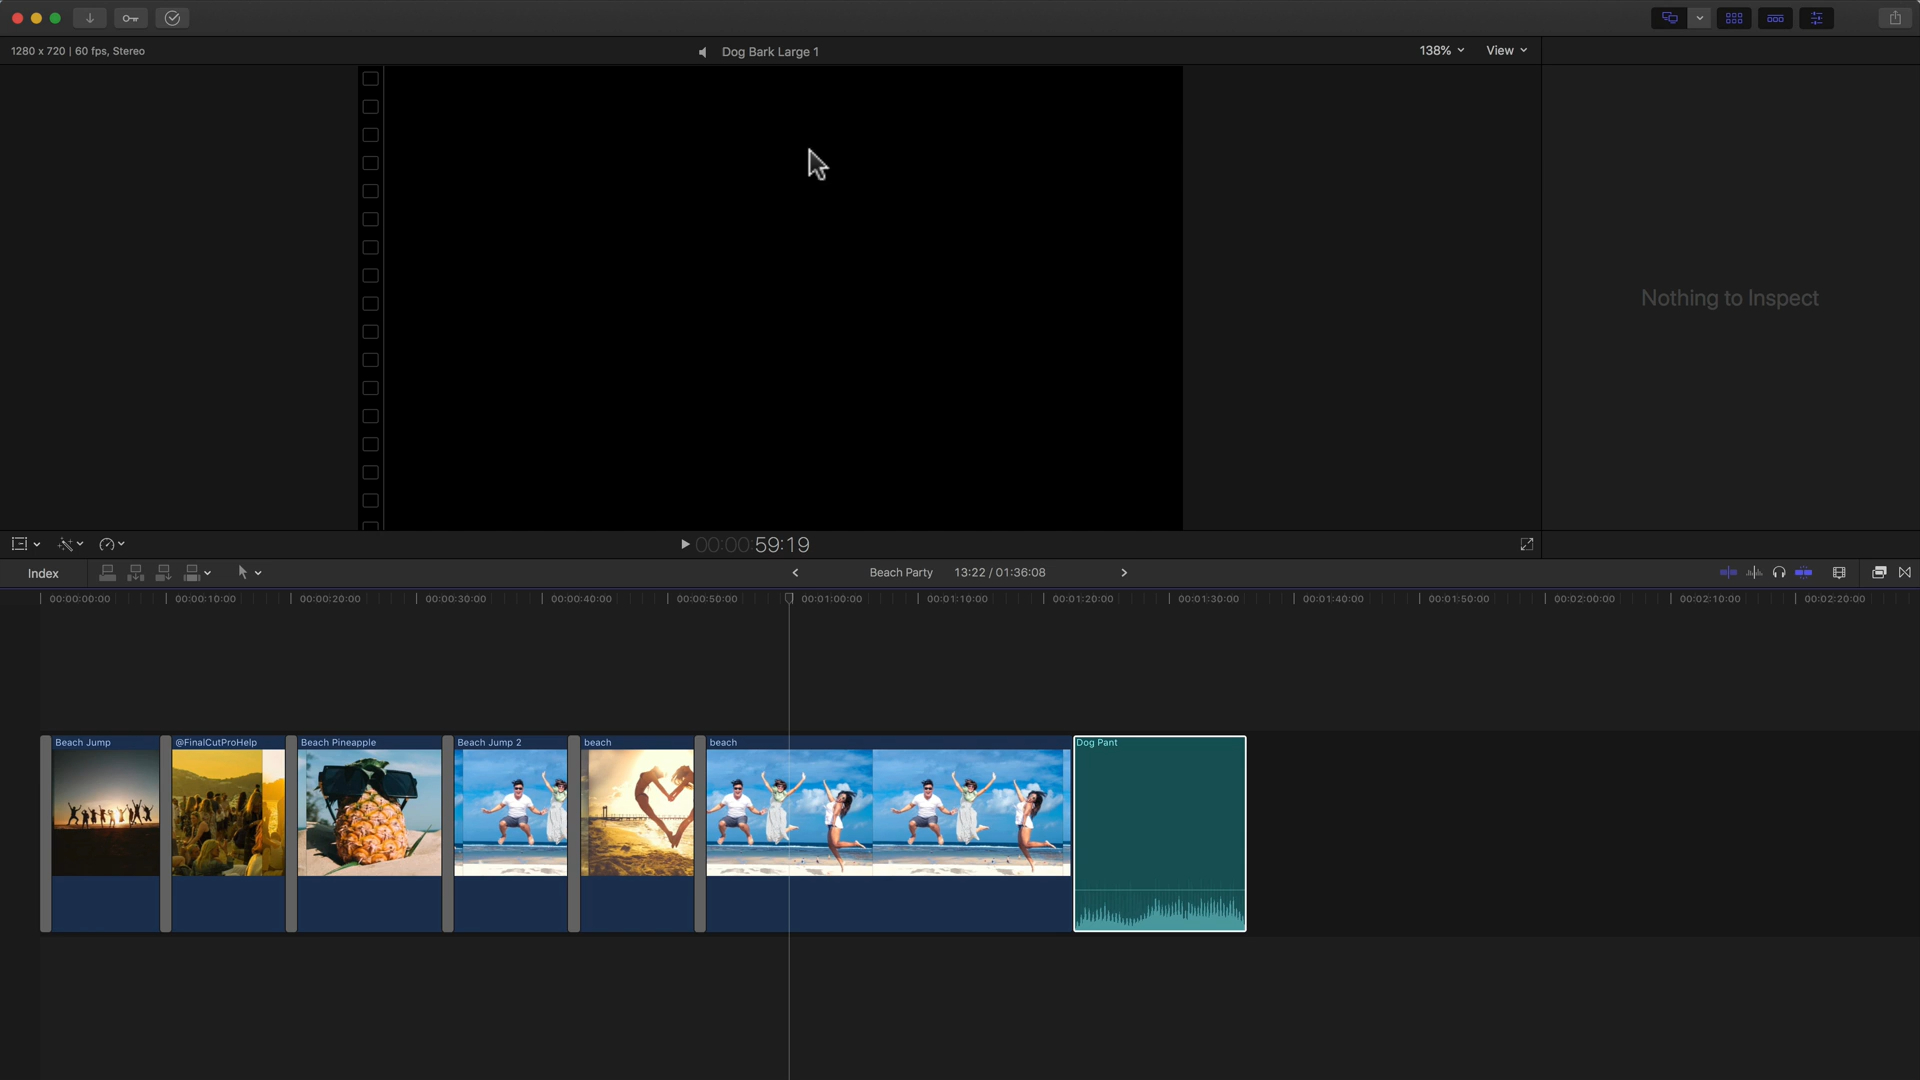 1280 x 720 | 60 fps, Stereo
Dog Bark Large 1
138%
View
Nothing to Inspect
00:00:59:19
Index
Beach Party
13:22 / 01:36:08
00:00:00:00
00:00:10:00
00:00:20:00
00:00:30:00
00:00:40:00
00:00:50:00
00:01:00:00
00:01:10:00
00:01:20:00
00:01:30:00
00:01:40:00
00:01:50:00
00:02:00:00
00:02:10:00
00:02:20:00
Beach Jump
@FinalCutProHelp
Beach Pineapple
Beach Jump 2
beach
beach
Dog Pant